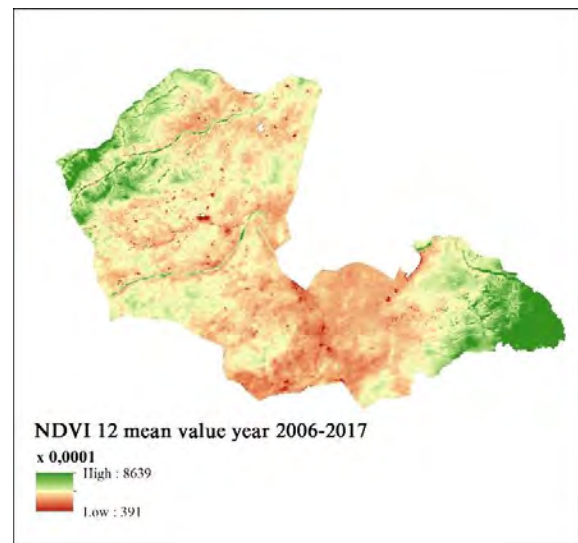 NDVI 12 mean value year 2006-2017
x 0,0001
High : 8639
Low : 391